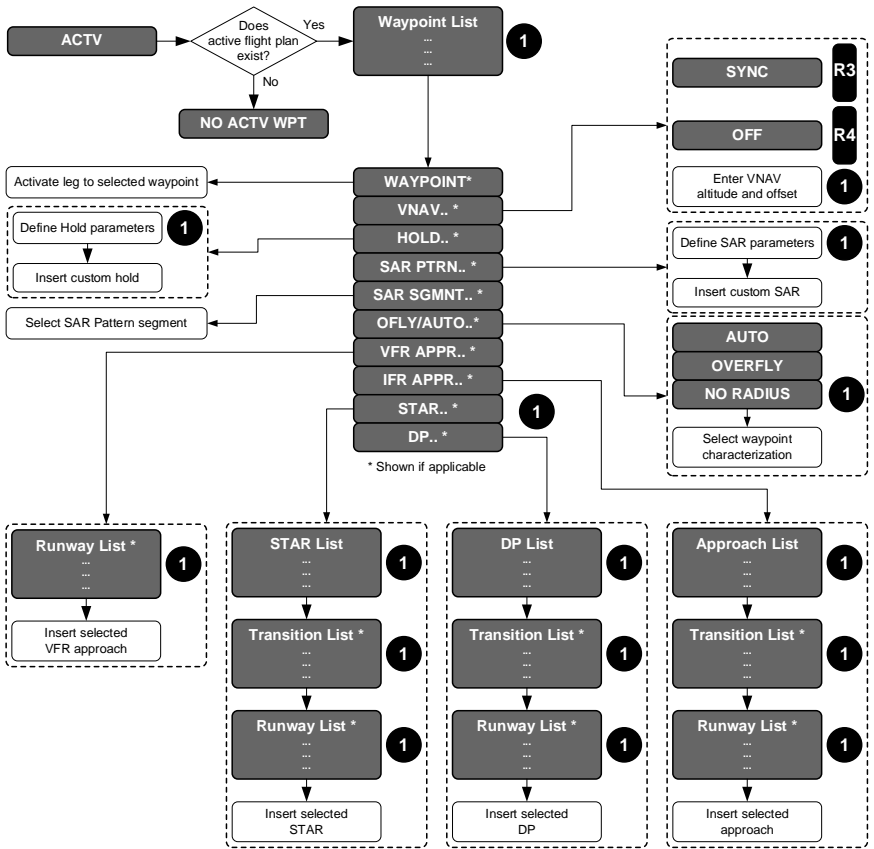 ACTV
Does
active flight plan
exist?
Yes
No
NO ACTV WPT
Waypoint List
...
...
...
1
SYNC
R3
OFF
R4
Enter VNAV
altitude and offset
1
WAYPOINT*
VNAV.. *
HOLD.. *
SAR PTRN.. *
SAR SGMNT.. *
OFLY/AUTO..*
VFR APPR.. *
IFR APPR.. *
STAR.. *
DP.. *
1
* Shown if applicable
Activate leg to selected waypoint
Define Hold parameters
1
Insert custom hold
Select SAR Pattern segment
Define SAR parameters
1
Insert custom SAR
AUTO
OVERFLY
NO RADIUS
1
Select waypoint
characterization
Runway List *
...
...
...
1
Insert selected
VFR approach
STAR List
...
...
...
1
Transition List *
...
...
...
1
Runway List *
...
...
...
1
Insert selected
STAR
DP List
...
...
...
1
Transition List *
...
...
...
1
Runway List *
...
...
...
1
Insert selected
DP
Approach List
...
...
...
1
Transition List *
...
...
...
1
Runway List *
...
...
...
1
Insert selected
approach